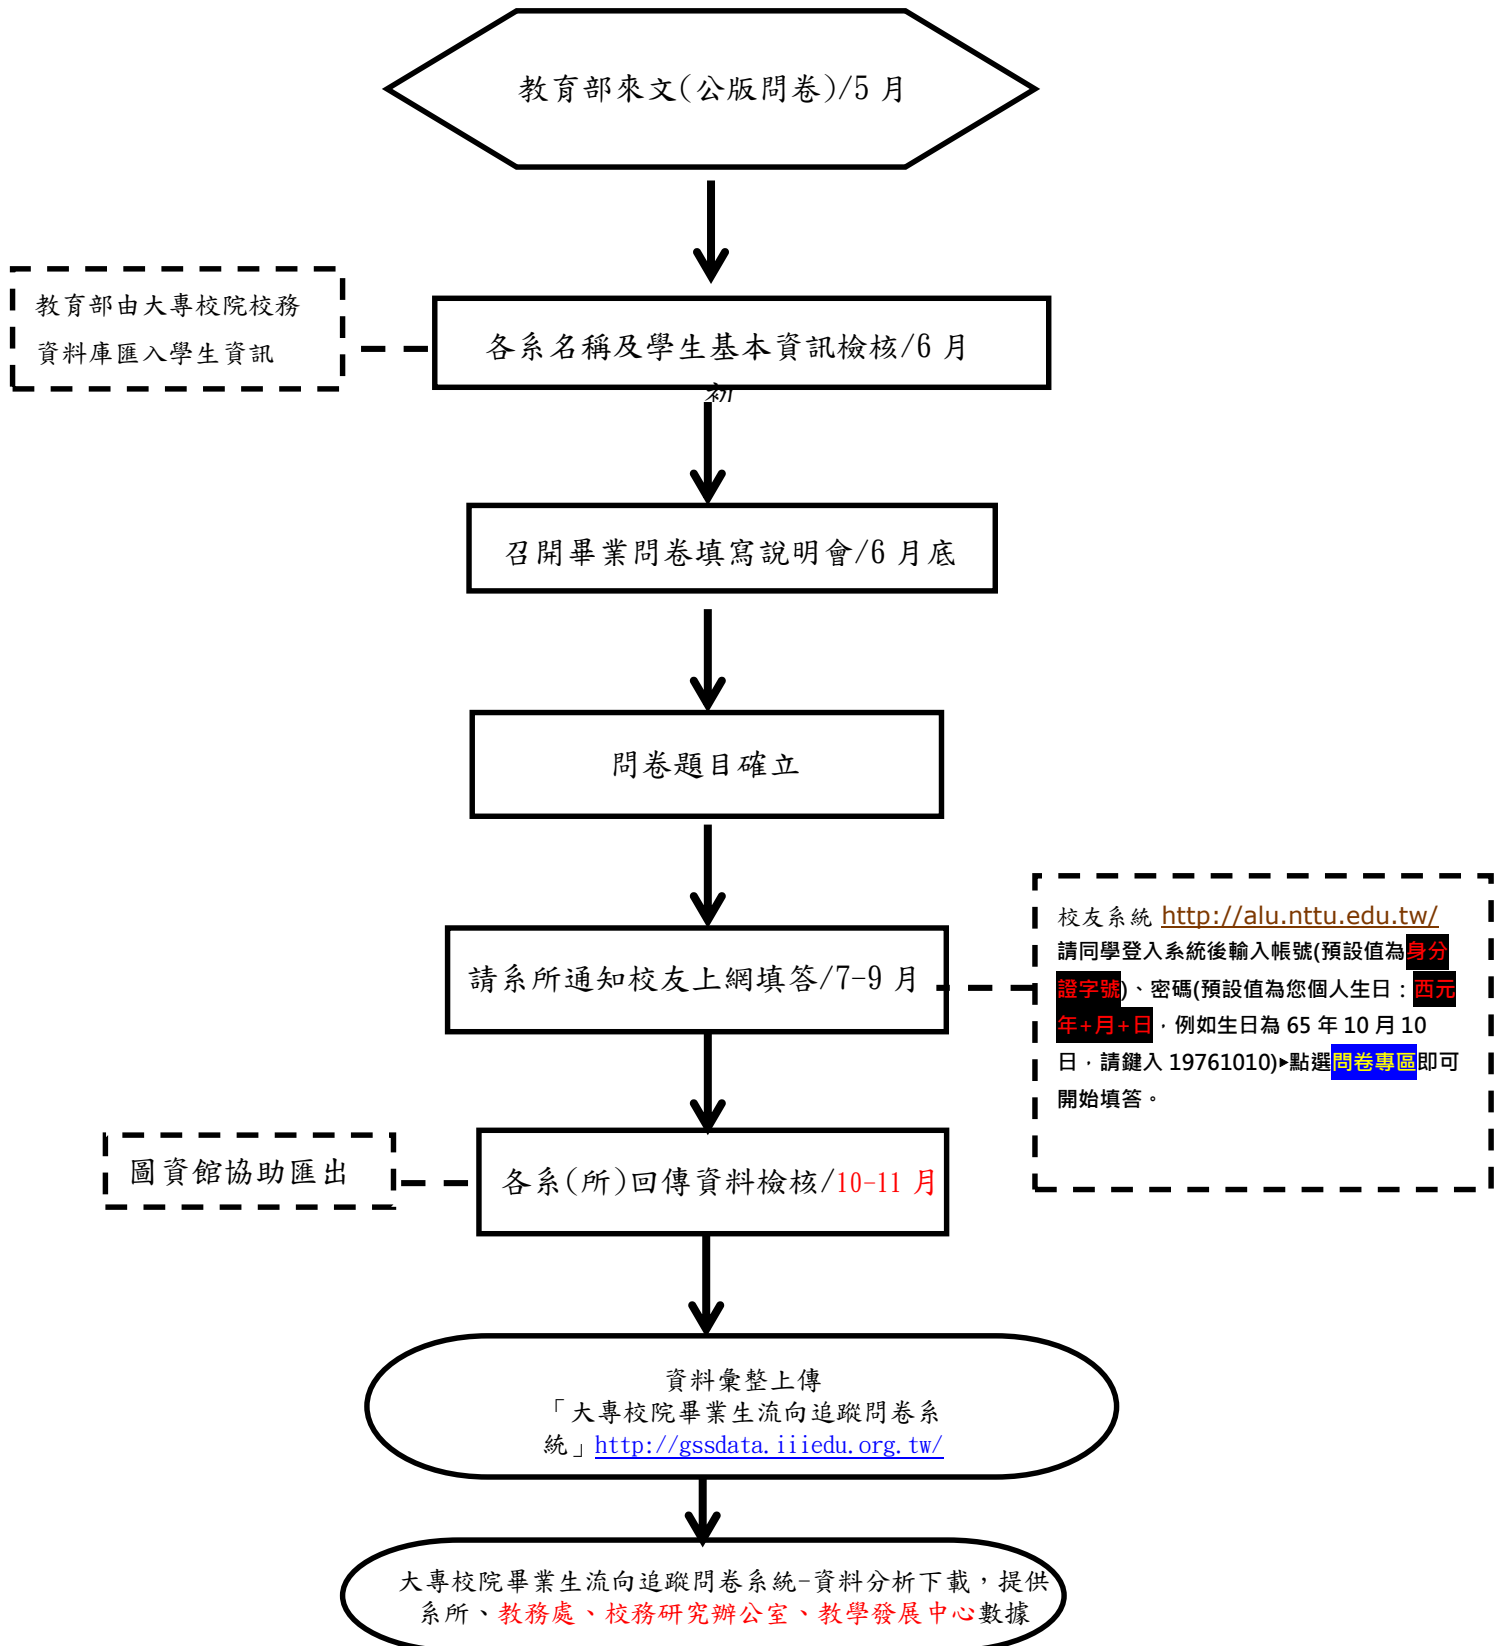 教育部來文(公版問卷)/5 月
教育部由大專校院校務
資料庫匯入學生資訊
各系名稱及學生基本資訊檢核/6 月
初
召開畢業問卷填寫說明會/6 月底
問卷題目確立
請系所通知校友上網填答/7-9 月
校友系統 http://alu.nttu.edu.tw/
請同學登入系統後輸入帳號(預設值為身分
證字號)、密碼(預設值為您個人生日：西元
年+月+日，例如生日為 65 年 10 月 10
日，請鍵入 19761010)▸點選問卷專區即可
開始填答。
圖資館協助匯出
各系(所)回傳資料檢核/10-11 月
資料彙整上傳
「大專校院畢業生流向追蹤問卷系
統」http://gssdata.iiiedu.org.tw/
大專校院畢業生流向追蹤問卷系統-資料分析下載，提供
系所、教務處、校務研究辦公室、教學發展中心數據